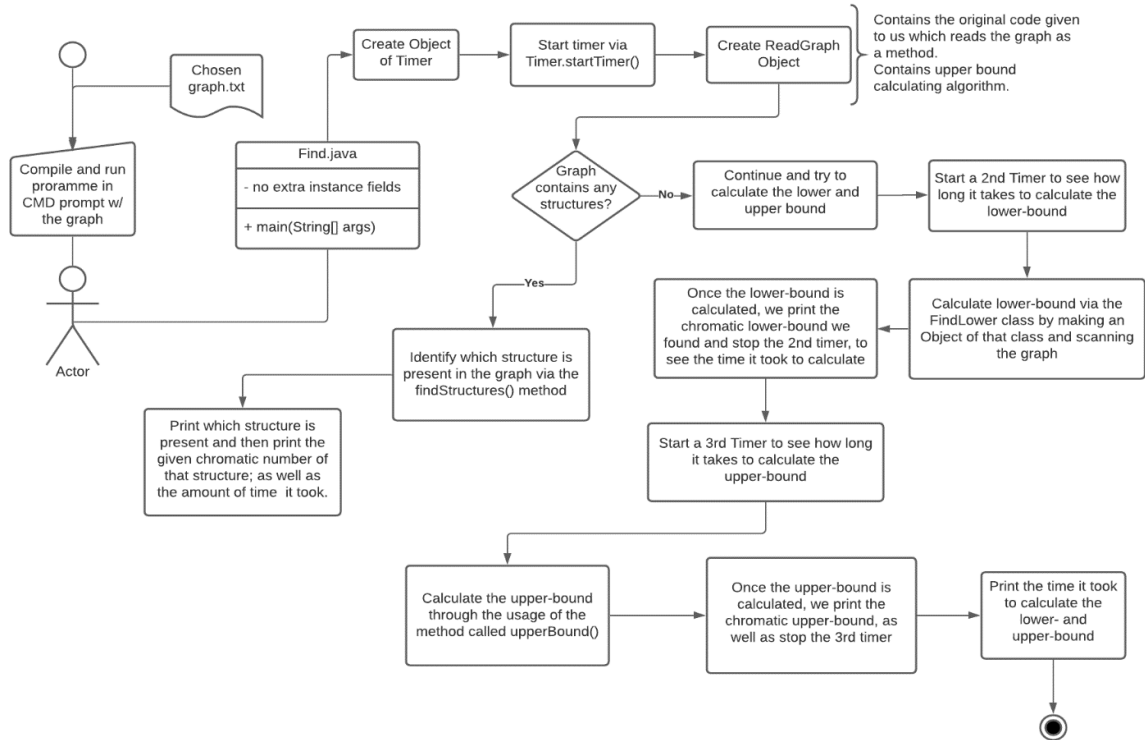 Chosen
graph.txt
Compile and run
proramme in
CMD prompt w/
the graph
Actor
Find.java
- no extra instance fields
+ main(String[] args)
Create Object
of Timer
Start timer via
Timer.startTimer()
Create ReadGraph
Object
Contains the original code given
to us which reads the graph as
a method.
Contains upper bound
calculating algorithm.
Graph
contains any
structures?
No
Continue and try to
calculate the lower and
upper bound
Start a 2nd Timer to see how
long it takes to calculate the
lower-bound
Yes
Identify which structure is
present in the graph via the
findStructures() method
Print which structure is
present and then print the
given chromatic number of
that structure; as well as
the amount of time it took.
Calculate lower-bound via the
FindLower class by making an
Object of that class and scanning
the graph
Once the lower-bound is
calculated, we print the
chromatic lower-bound we
found and stop the 2nd timer, to
see the time it took to calculate
Start a 3rd Timer to see how long
it takes to calculate the
upper-bound
Calculate the upper-bound
through the usage of the
method called upperBound()
Once the upper-bound is
calculated, we print the
chromatic upper-bound, as
well as stop the 3rd timer
Print the time it took
to calculate the
lower- and
upper-bound